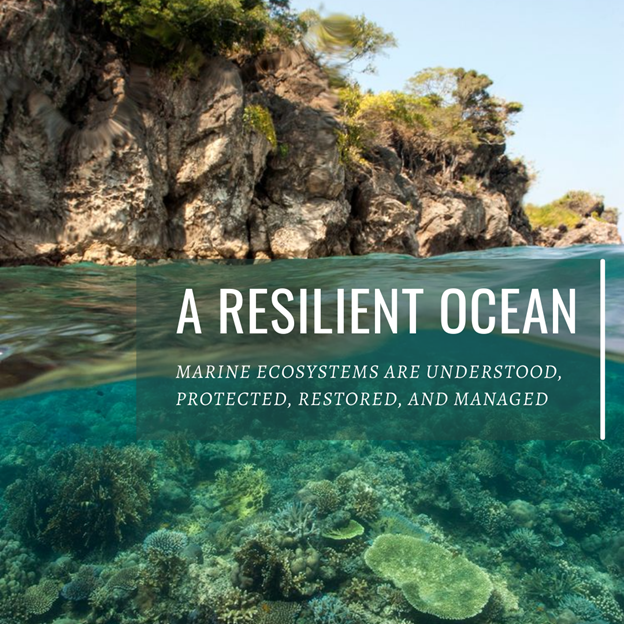 A RESILIENT OCEAN
MARINE ECOSYSTEMS ARE UNDERSTOOD,
PROTECTED, RESTORED, AND MANAGED